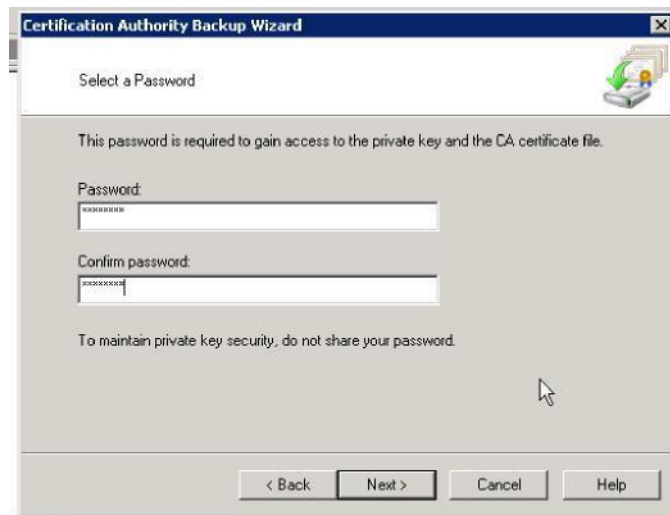 Certification Authority Backup Wizard
Select a Password
This password is required to gain access to the private key and the CA certificate file.
Password:
********
Confirm password:
********
To maintain private key security, do not share your password.
< Back
Next >
Cancel
Help